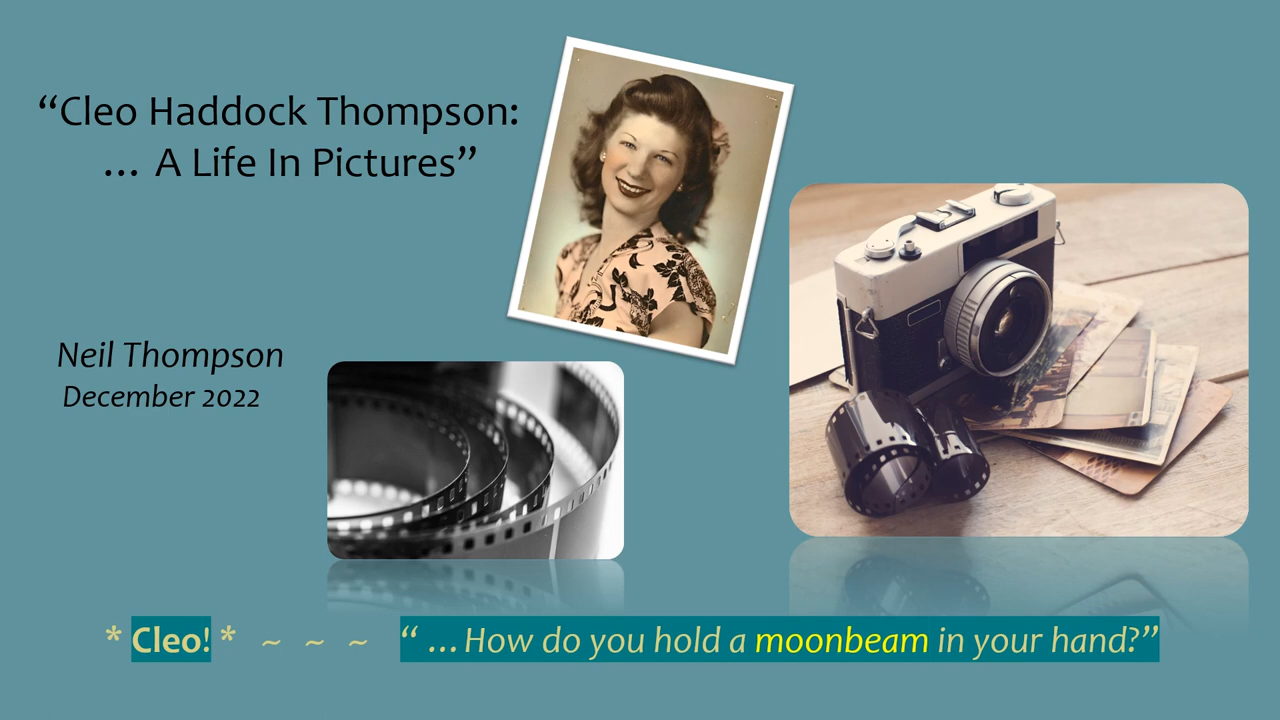 “Cleo Haddock Thompson:
… A Life In Pictures”
Neil Thompson
December 2022
* Cleo! * ~ ~ ~ “ …How do you hold a moonbeam in your hand?”